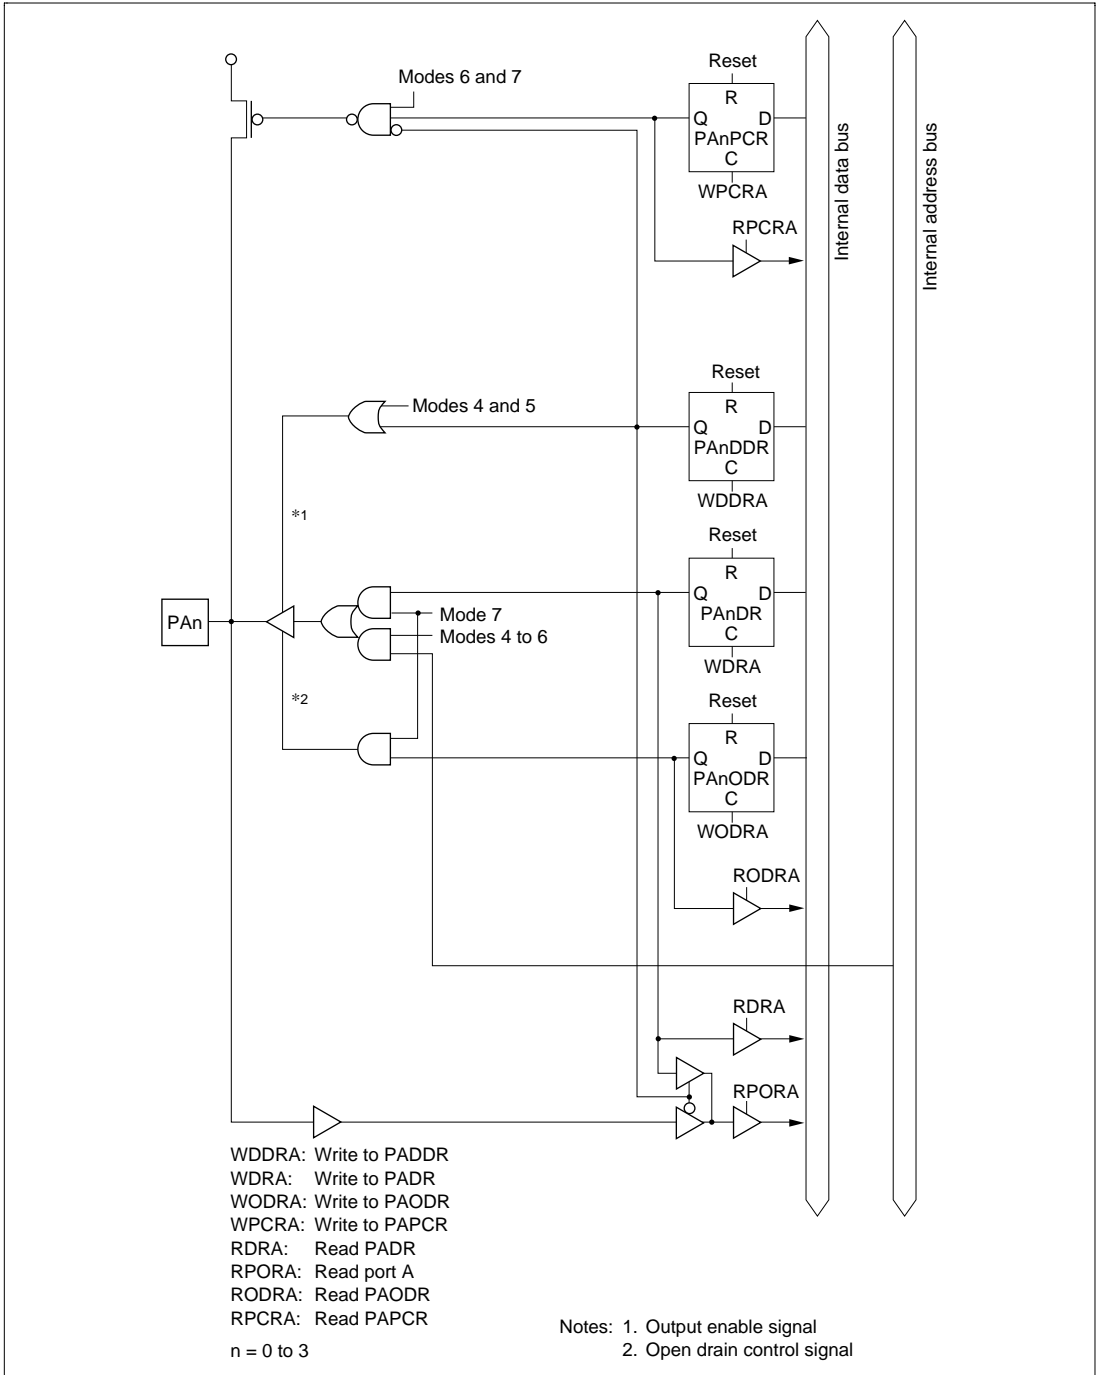 Reset
Modes 6 and 7
R
Q D
PAnPCR
C
WPCRA
RPCRA
Internal data bus
Internal address bus
Reset
Modes 4 and 5
R
Q D
PAnDDR
C
WDDRA
*1
Reset
R
Q D
PAnDR
C
WDRA
PAn
Mode 7
Modes 4 to 6
*2
Reset
R
Q D
PAnODR
C
WODRA
RODRA
RDRA
RPORA
WDDRA: Write to PADDR
WDRA: Write to PADR
WODRA: Write to PAODR
WPCRA: Write to PAPCR
RDRA: Read PADR
RPORA: Read port A
RODRA: Read PAODR
RPCRA: Read PAPCR
n = 0 to 3
Notes: 1. Output enable signal
2. Open drain control signal